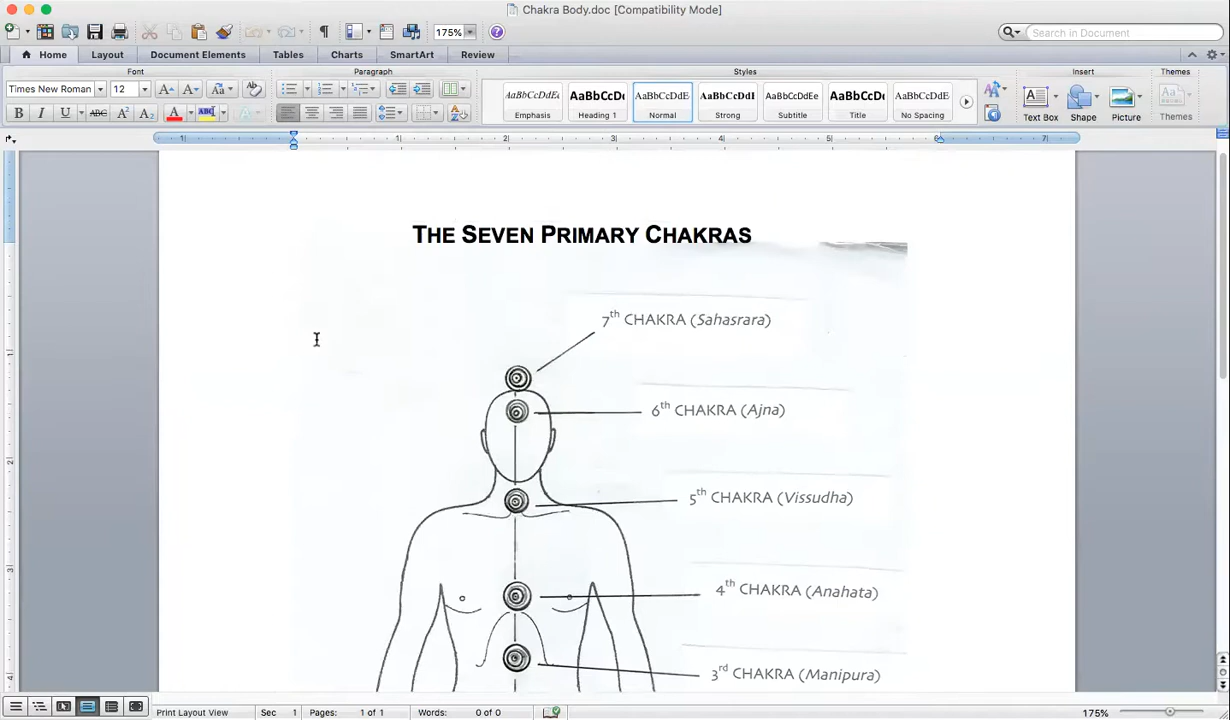 Chakra Body.doc [Compatibility Mode]
175%
Search in Document
Home Layout Document Elements Tables Charts SmartArt Review
Font Paragraph Styles Insert Themes
Times New Roman 12
AaBbCcDdEe AaBbCcDc AaBbCcDdE AaBbCcDdI AaBbCcDdEe AaBbCcDc AaBbCcDdE
Emphasis Heading 1 Normal Strong Subtitle Title No Spacing
Text Box Shape Picture Themes
THE SEVEN PRIMARY CHAKRAS
7th CHAKRA (Sahasrara)
6th CHAKRA (Ajna)
5th CHAKRA (Vissudha)
4th CHAKRA (Anahata)
3rd CHAKRA (Manipura)
Print Layout View Sec 1 Pages: 1 of 1 Words: 0 of 0 175%